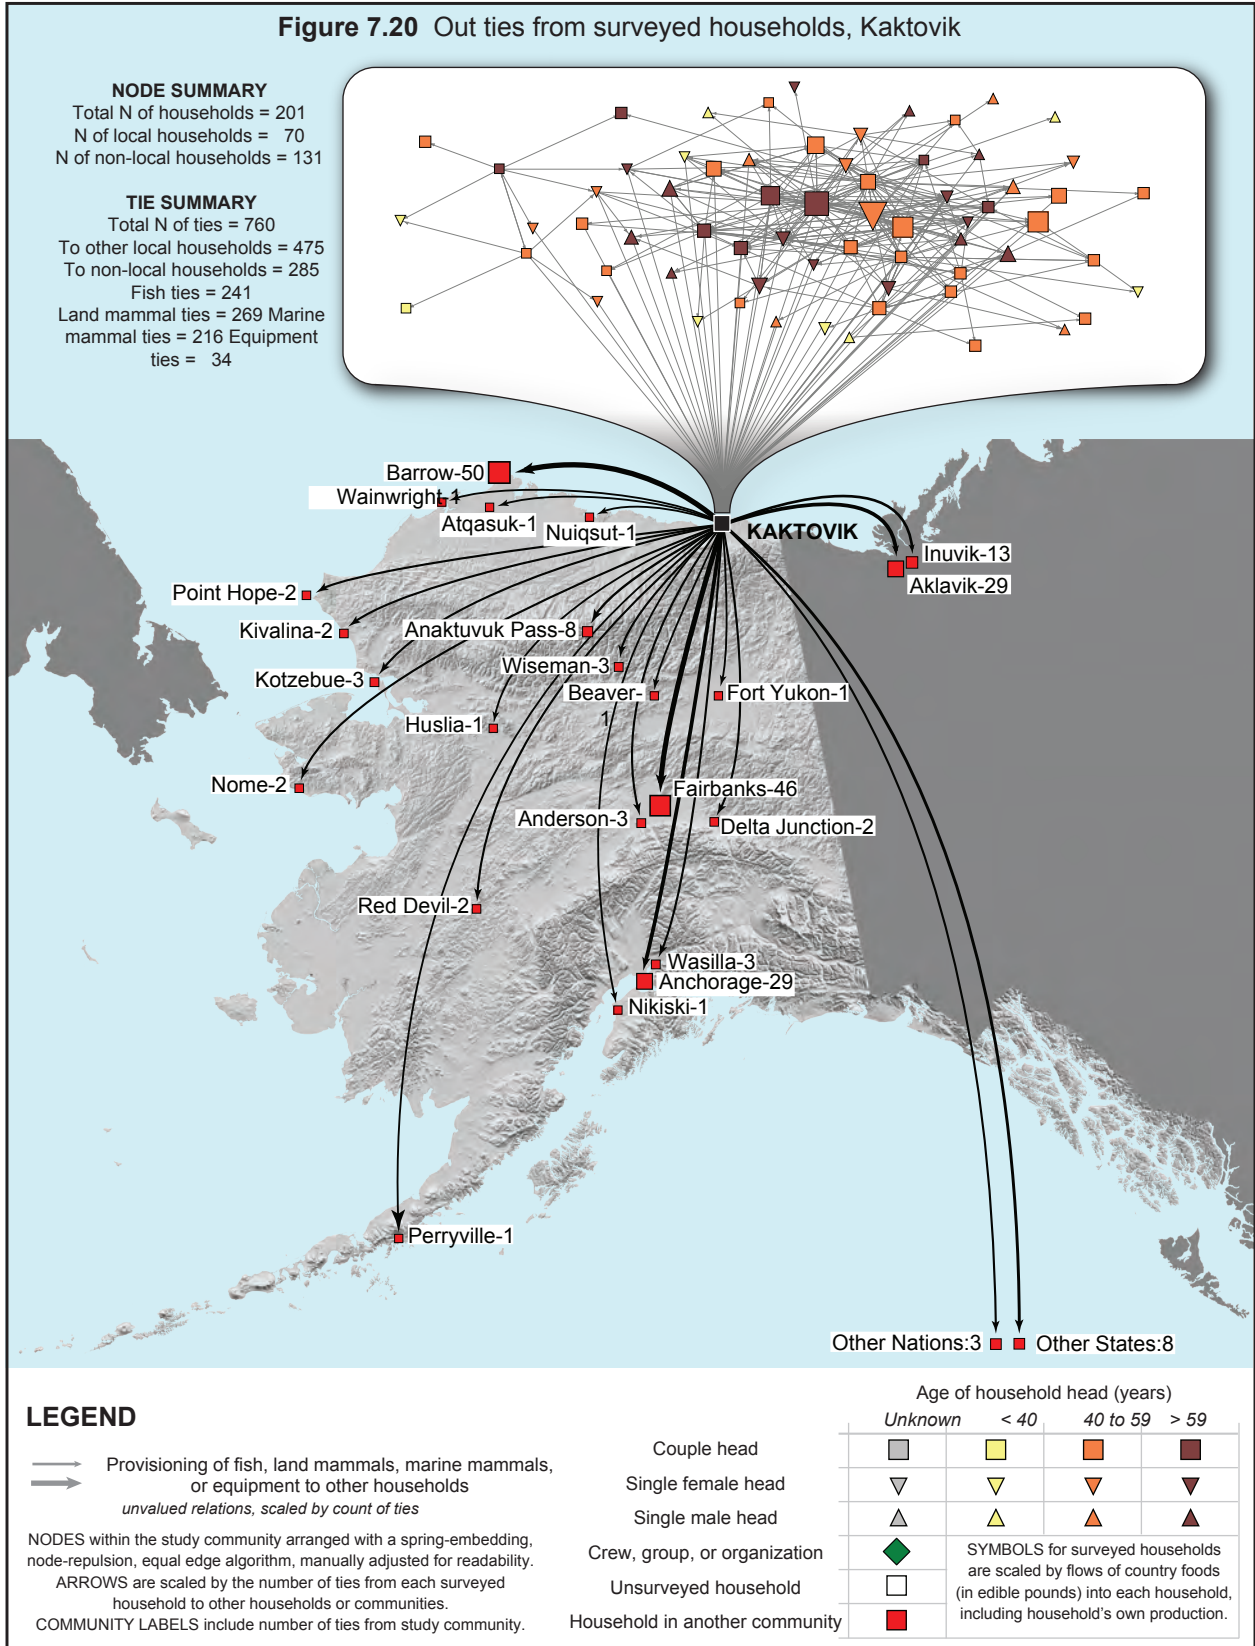 Figure 7.20 Out ties from surveyed households, Kaktovik
NODE SUMMARY
Total N of households = 201
N of local households = 70
N of non-local households = 131
TIE SUMMARY
Total N of ties = 760
To other local households = 475
To non-local households = 285
Fish ties = 241
Land mammal ties = 269 Marine
mammal ties = 216 Equipment
ties = 34
Barrow-50
Wainwright-1
Atqasuk-1
Nuiqsut-1
KAKTOVIK
Inuvik-13
Aklavik-29
Point Hope-2
Kivalina-2
Anaktuvuk Pass-8
Wiseman-3
Kotzebue-3
Beaver-
1
Fort Yukon-1
Huslia-1
Nome-2
Fairbanks-46
Anderson-3
Delta Junction-2
Red Devil-2
Wasilla-3
Anchorage-29
Nikiski-1
Perryville-1
Other Nations:3
Other States:8
LEGEND
Provisioning of fish, land mammals, marine mammals,
or equipment to other households
unvalued relations, scaled by count of ties
NODES within the study community arranged with a spring-embedding,
node-repulsion, equal edge algorithm, manually adjusted for readability.
ARROWS are scaled by the number of ties from each surveyed
household to other households or communities.
COMMUNITY LABELS include number of ties from study community.
Age of household head (years)
Unknown < 40 40 to 59 > 59
Couple head
Single female head
Single male head
Crew, group, or organization
Unsurveyed household
Household in another community
SYMBOLS for surveyed households
are scaled by flows of country foods
(in edible pounds) into each household,
including household's own production.